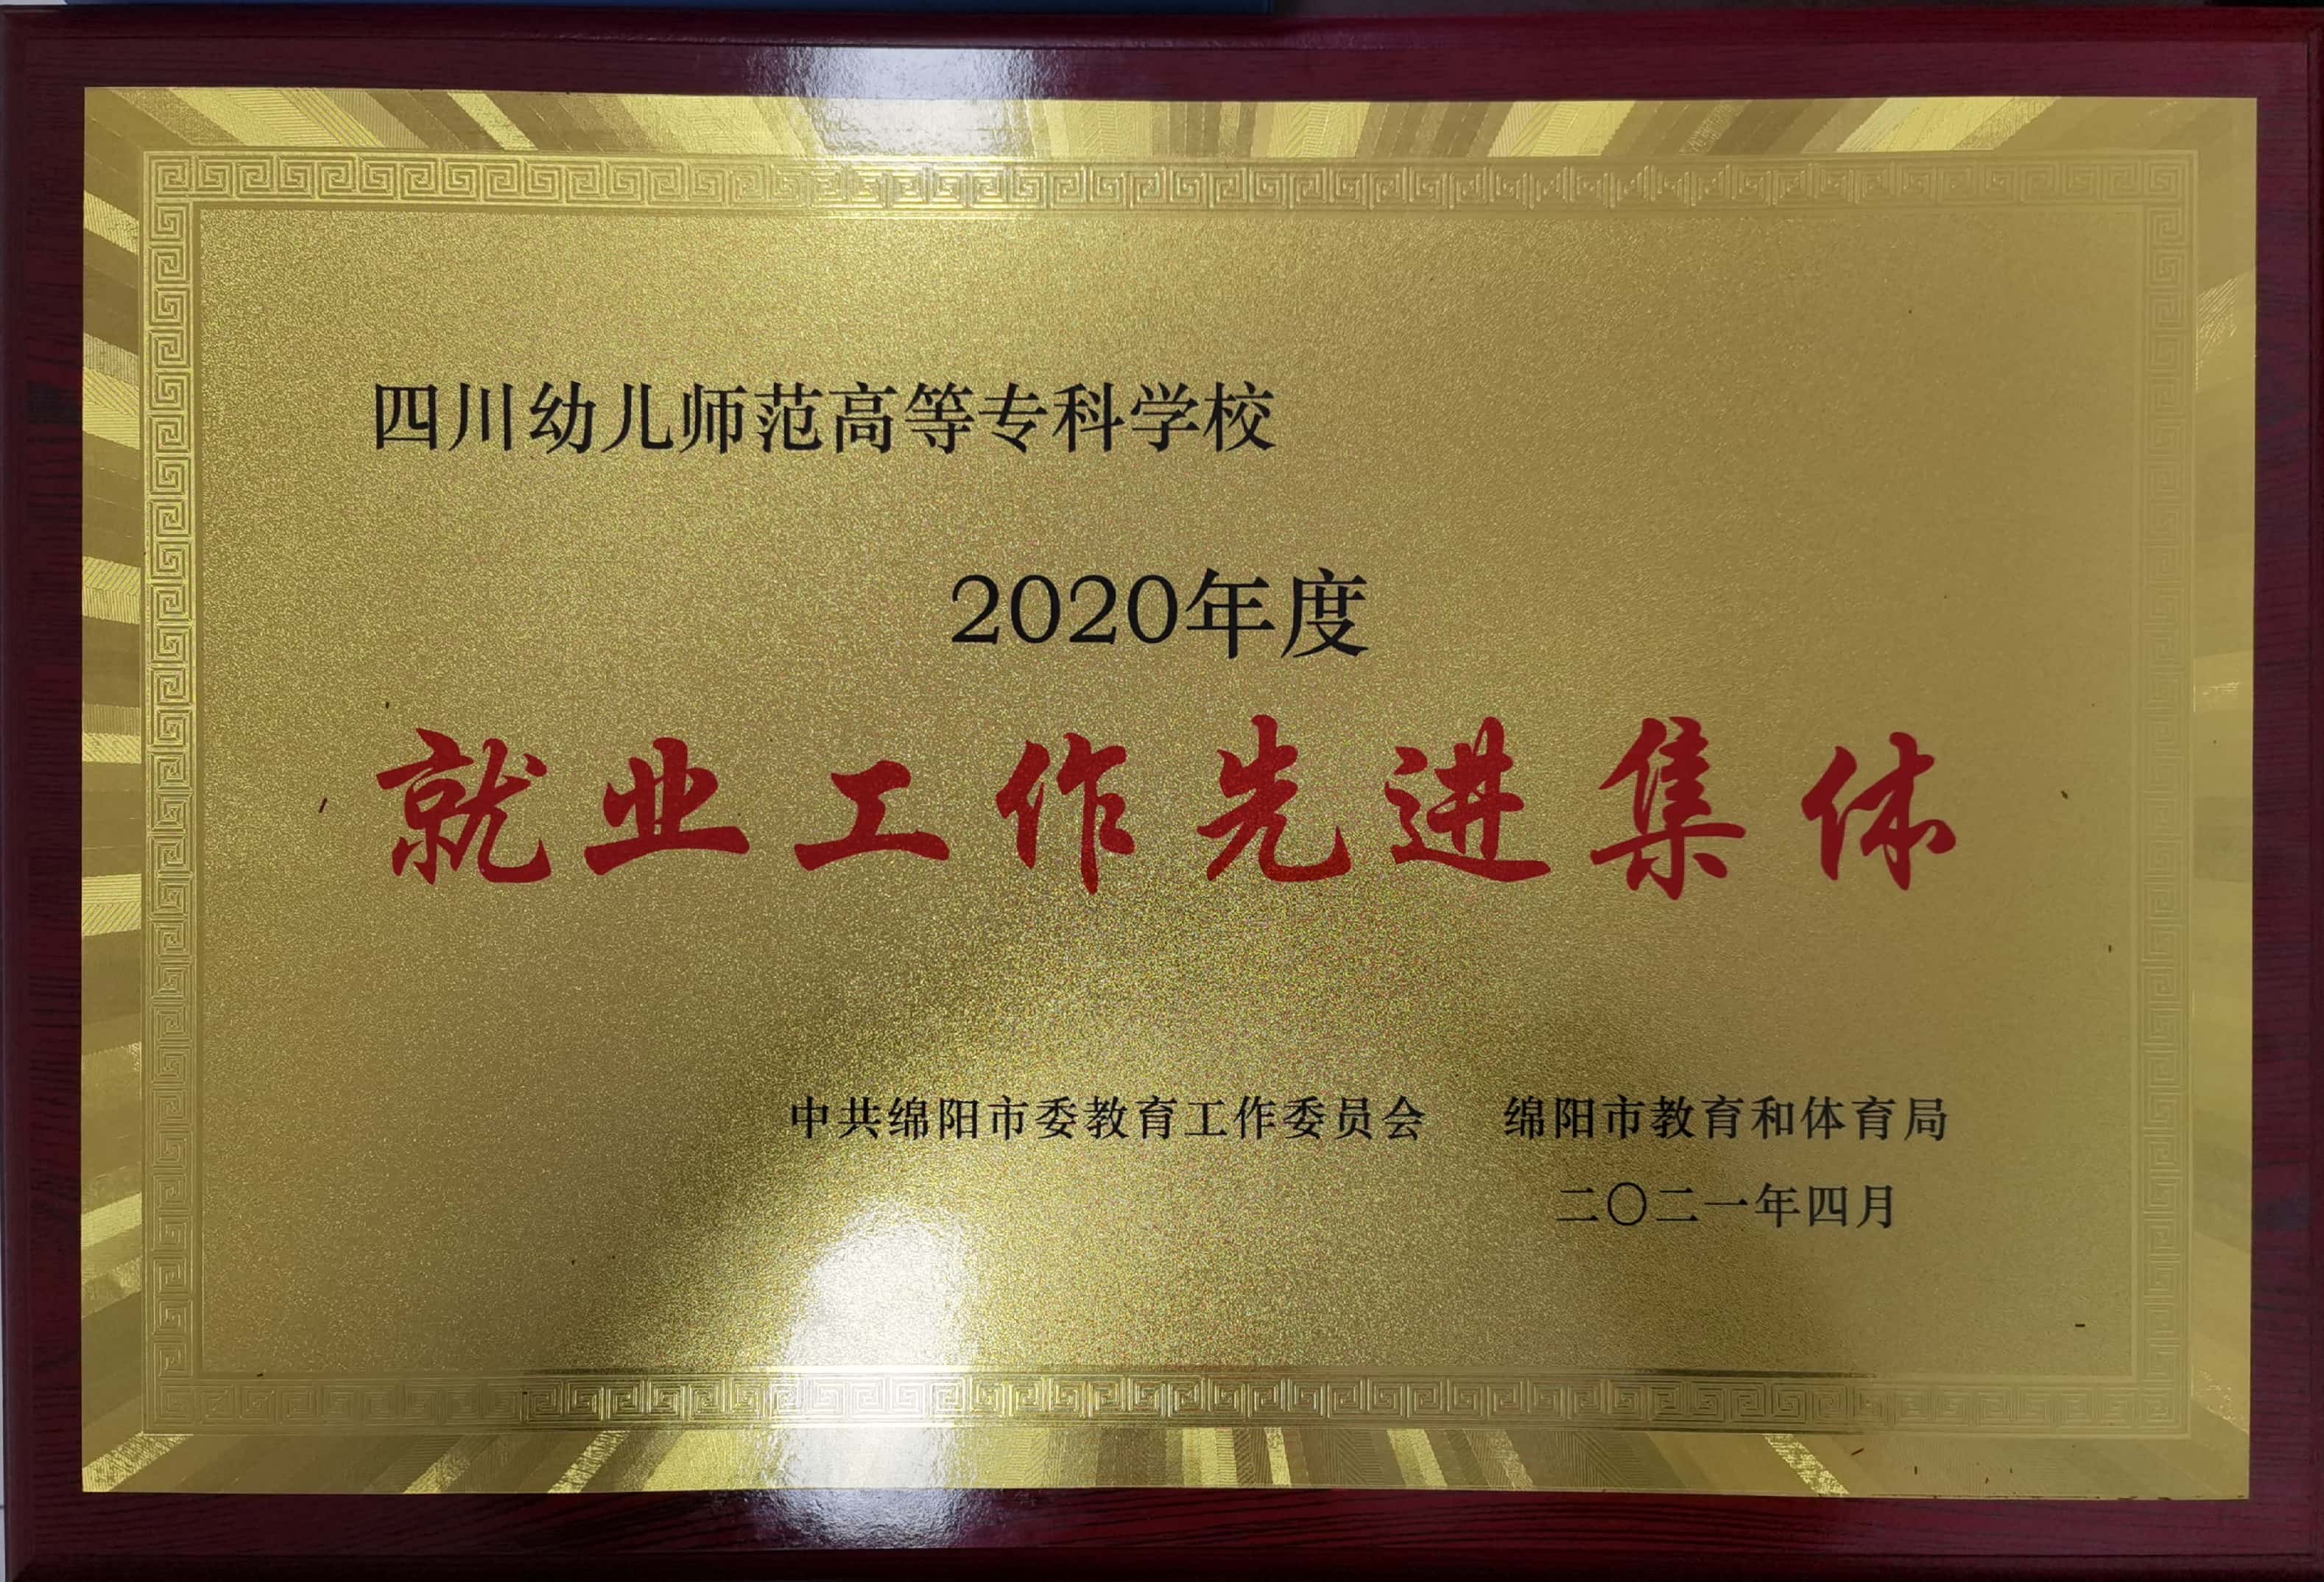 四川幼儿师范高等专科学校
2020年度
就业工作先进集体
中共绵阳市委教育工作委员会 绵阳市教育和体育局
二〇二一年四月